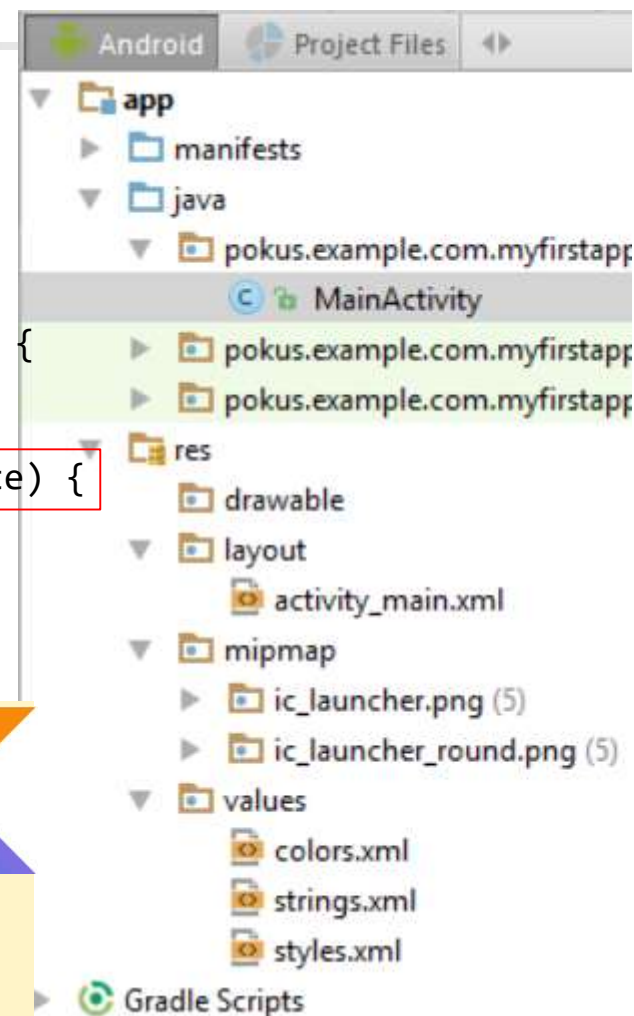 Android Project Files
app
manifests
java
pokus.example.com.myfirstapp
MainActivity
{
pokus.example.com.myfirstapp
pokus.example.com.myfirstapp
res
e) {
drawable
layout
activity_main.xml
mipmap
ic_launcher.png (5)
ic_launcher_round.png (5)
values
colors.xml
strings.xml
styles.xml
Gradle Scripts